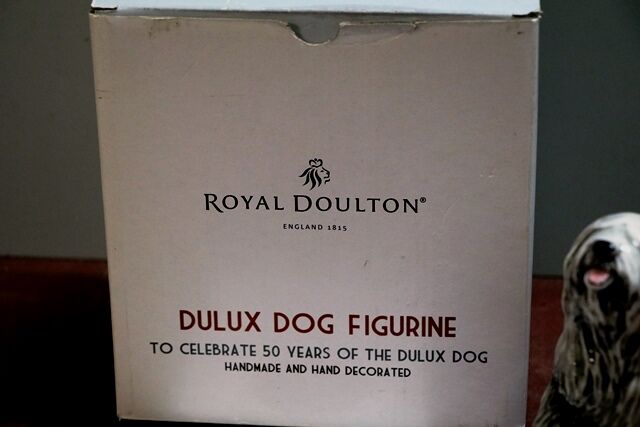 ROYAL DOULTON®
ENGLAND 1815
DULUX DOG FIGURINE
TO CELEBRATE 50 YEARS OF THE DULUX DOG
HANDMADE AND HAND DECORATED